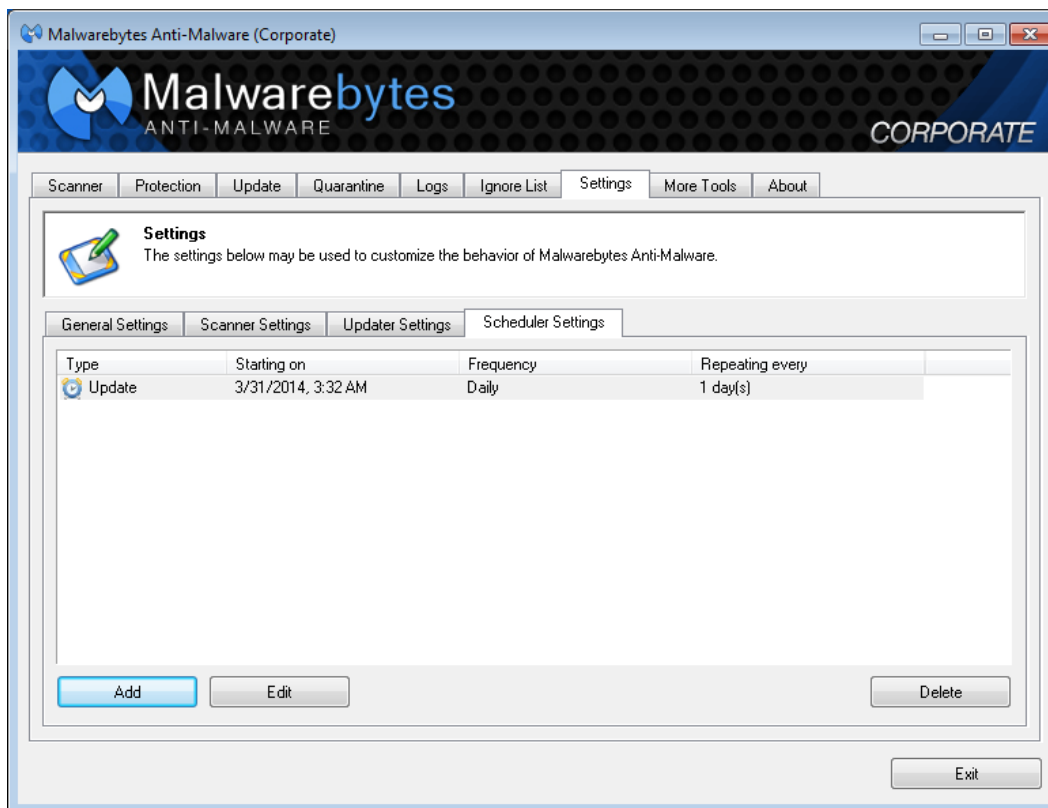 Malwarebytes Anti-Malware (Corporate)
Malwarebytes
ANTI-MALWARE
CORPORATE
Scanner Protection Update Quarantine Logs Ignore List Settings More Tools About
Settings
The settings below may be used to customize the behavior of Malwarebytes Anti-Malware.
General Settings Scanner Settings Updater Settings Scheduler Settings
Type Starting on Frequency Repeating every
Update 3/31/2014, 3:32 AM Daily 1 day(s)
Add Edit Delete
Exit